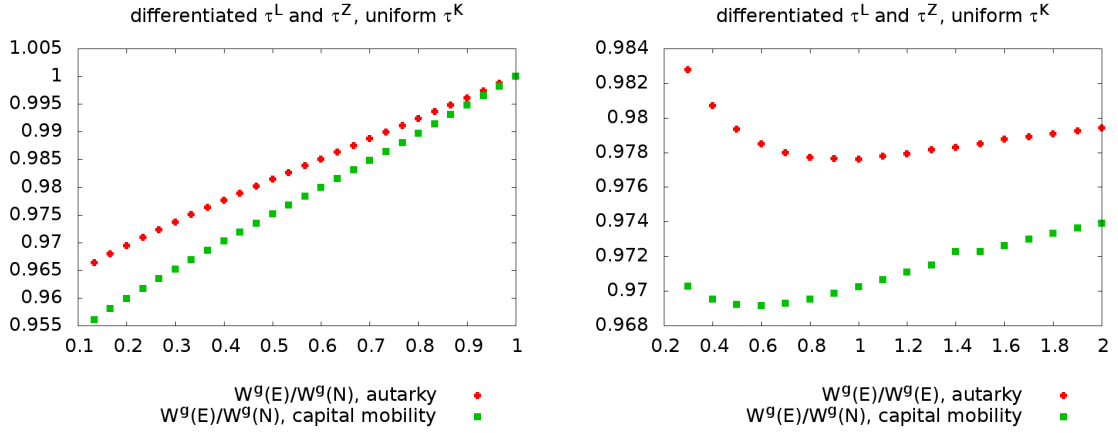 differentiated τᴸ and τᶻ, uniform τᴷ
1.005
1
0.995
0.99
0.985
0.98
0.975
0.97
0.965
0.96
0.955
0.1 0.2 0.3 0.4 0.5 0.6 0.7 0.8 0.9 1
Wᵍ(E)/Wᵍ(N), autarky
Wᵍ(E)/Wᵍ(N), capital mobility
differentiated τᴸ and τᶻ, uniform τᴷ
0.984
0.982
0.98
0.978
0.976
0.974
0.972
0.97
0.968
0.2 0.4 0.6 0.8 1 1.2 1.4 1.6 1.8 2
Wᵍ(E)/Wᵍ(E), autarky
Wᵍ(E)/Wᵍ(N), capital mobility